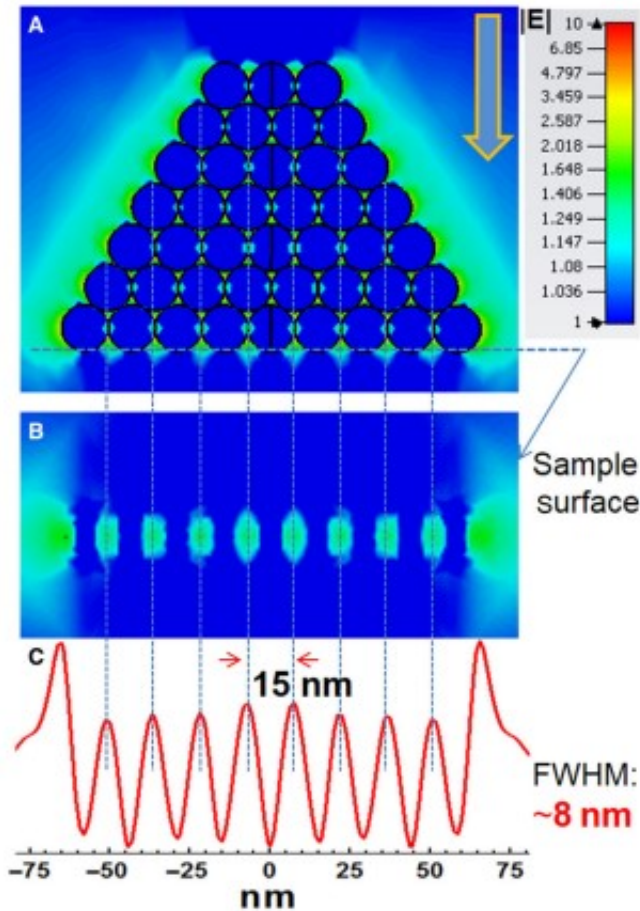 A
|E|
10
6.85
4.797
3.459
2.587
2.018
1.648
1.406
1.249
1.147
1.08
1.036
1
B
Sample
surface
C
15 nm
FWHM:
~8 nm
−75 −50 −25 0 25 50 75
nm